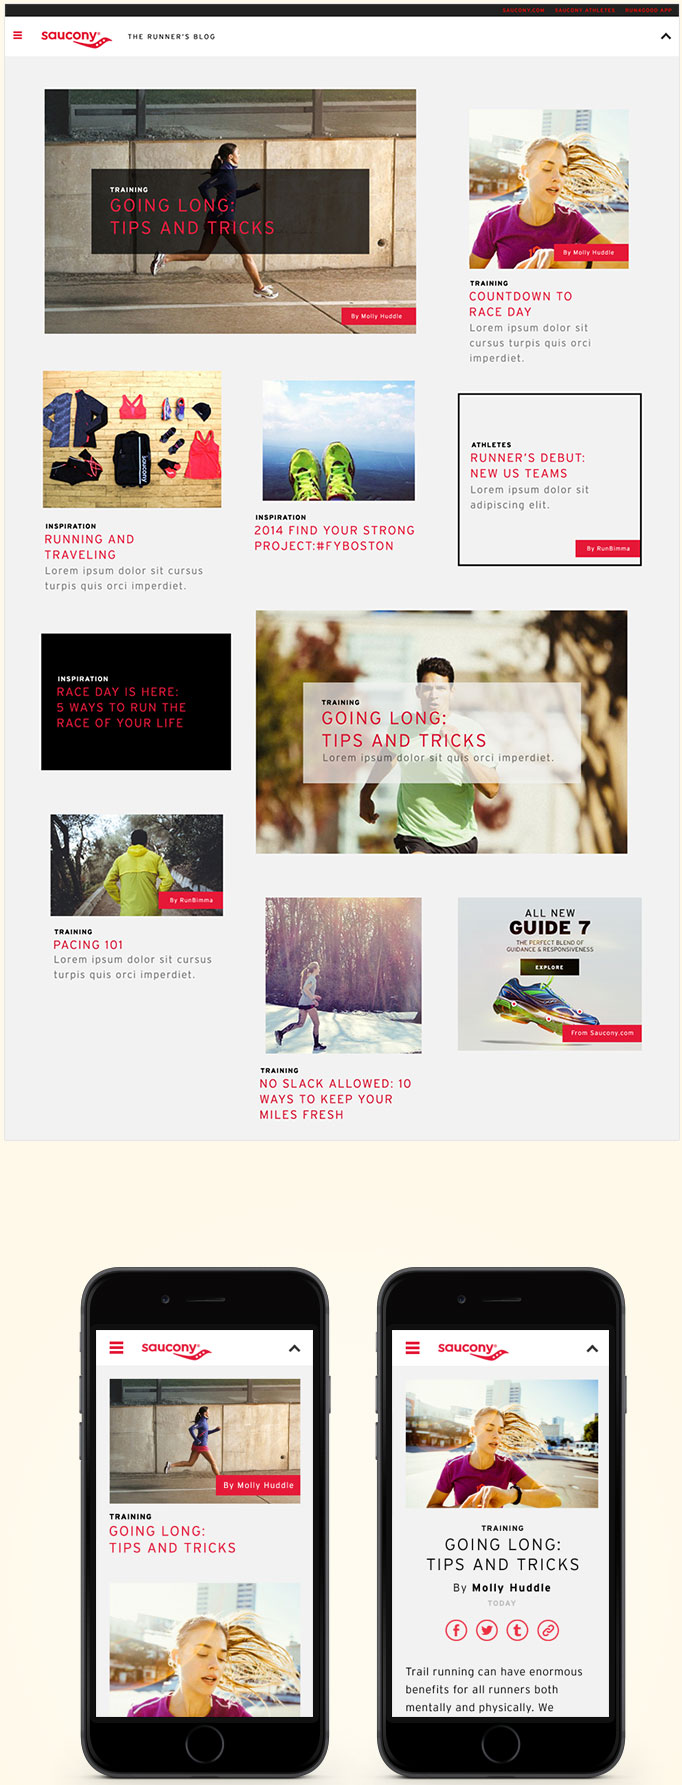 SAUCONY.COM SAUCONY ATHLETES RUN4GOOD APP
saucony® THE RUNNER'S BLOG
TRAINING
GOING LONG:
TIPS AND TRICKS
By Molly Huddle
By Molly Huddle
TRAINING
COUNTDOWN TO
RACE DAY
Lorem ipsum dolor sit
cursus turpis quis orci
imperdiet.
saucony
INSPIRATION
RUNNING AND
TRAVELING
Lorem ipsum dolor sit cursus
turpis quis orci imperdiet.
INSPIRATION
2014 FIND YOUR STRONG
PROJECT:#FYBOSTON
ATHLETES
RUNNER'S DEBUT:
NEW US TEAMS
Lorem ipsum dolor sit
adipiscing elit.
By RunBimma
INSPIRATION
RACE DAY IS HERE:
5 WAYS TO RUN THE
RACE OF YOUR LIFE
TRAINING
GOING LONG:
TIPS AND TRICKS
Lorem ipsum dolor sit cursus quis imperdiet.
By RunBimma
TRAINING
PACING 101
Lorem ipsum dolor sit cursus
turpis quis orci imperdiet.
TRAINING
NO SLACK ALLOWED: 10
WAYS TO KEEP YOUR
MILES FRESH
ALL NEW
GUIDE 7
THE PERFECT BLEND OF
GUIDANCE & RESPONSIVENESS
EXPLORE
From Saucony.com
saucony®
By Molly Huddle
TRAINING
GOING LONG:
TIPS AND TRICKS
saucony®
TRAINING
GOING LONG:
TIPS AND TRICKS
By Molly Huddle
TODAY
Trail running can have enormous
benefits for all runners both
mentally and physically. We